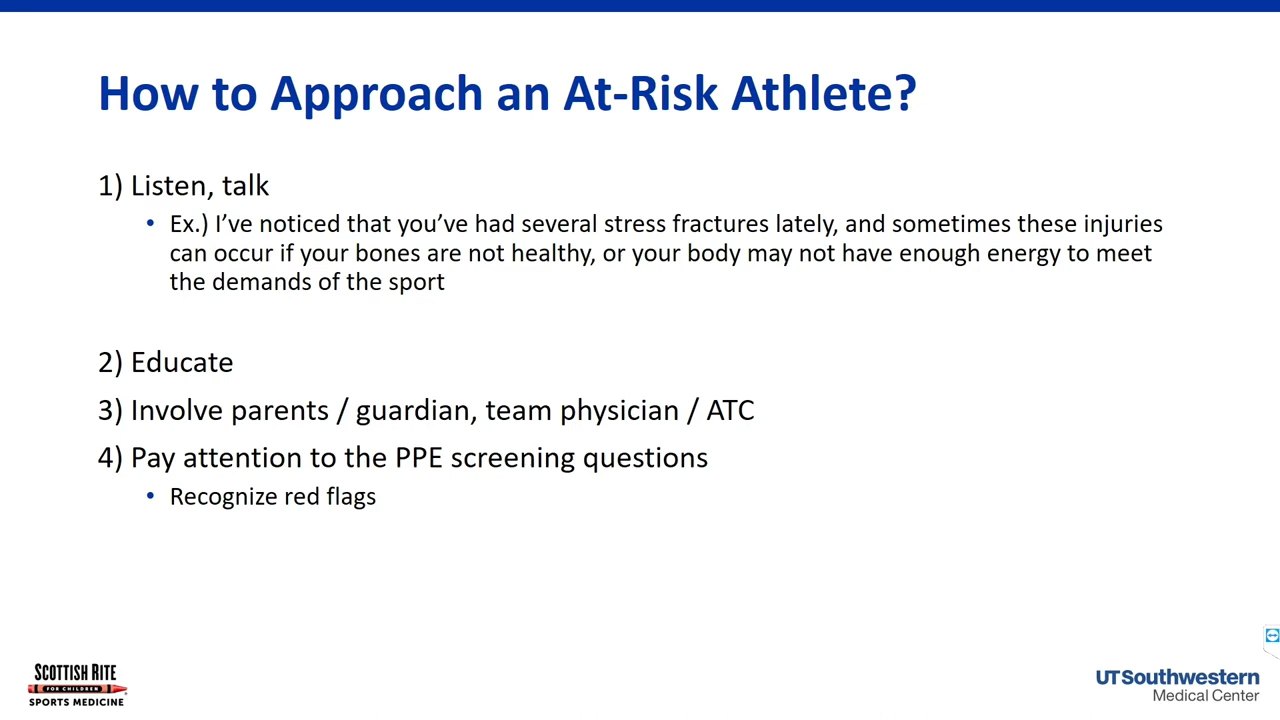 How to Approach an At-Risk Athlete?
1) Listen, talk
• Ex.) I’ve noticed that you’ve had several stress fractures lately, and sometimes these injuries
can occur if your bones are not healthy, or your body may not have enough energy to meet
the demands of the sport
2) Educate
3) Involve parents / guardian, team physician / ATC
4) Pay attention to the PPE screening questions
• Recognize red flags
SCOTTISH RITE
FOR CHILDREN
SPORTS MEDICINE
UT Southwestern
Medical Center